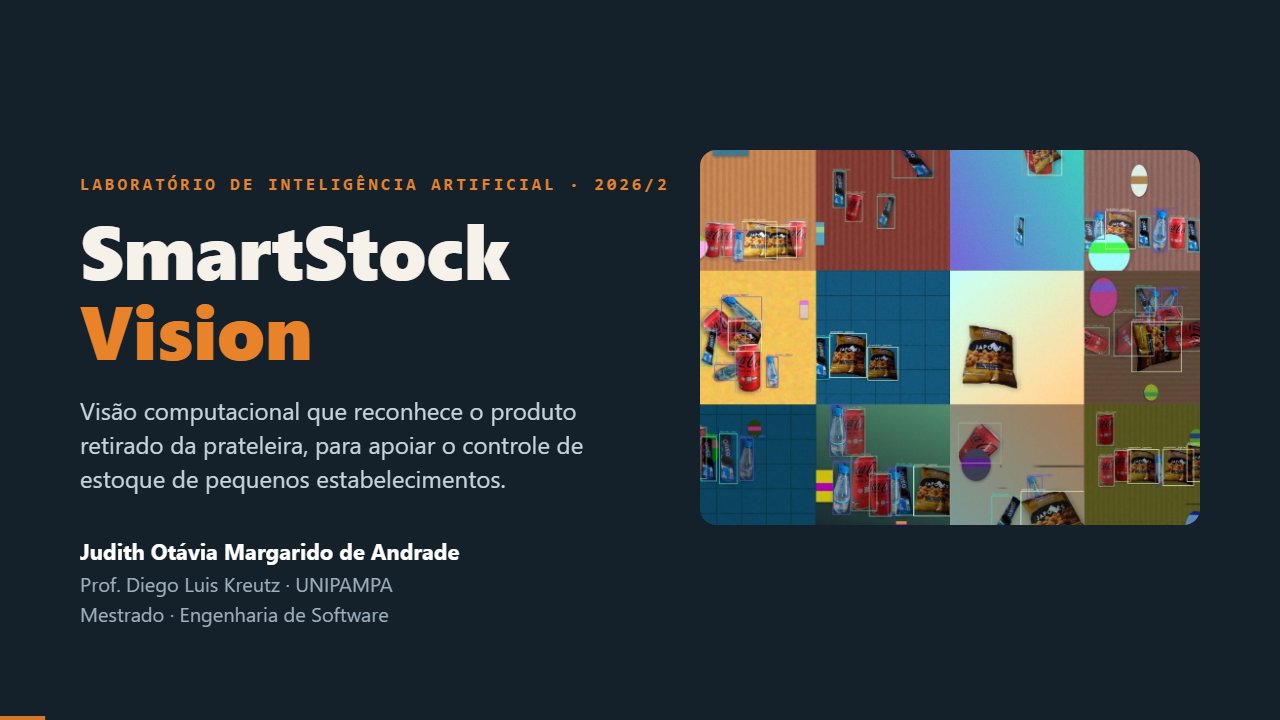 LABORATÓRIO DE INTELIGÊNCIA ARTIFICIAL · 2026/2
SmartStock
Vision
Visão computacional que reconhece o produto
retirado da prateleira, para apoiar o controle de
estoque de pequenos estabelecimentos.
Judith Otávia Margarido de Andrade
Prof. Diego Luis Kreutz · UNIPAMPA
Mestrado · Engenharia de Software